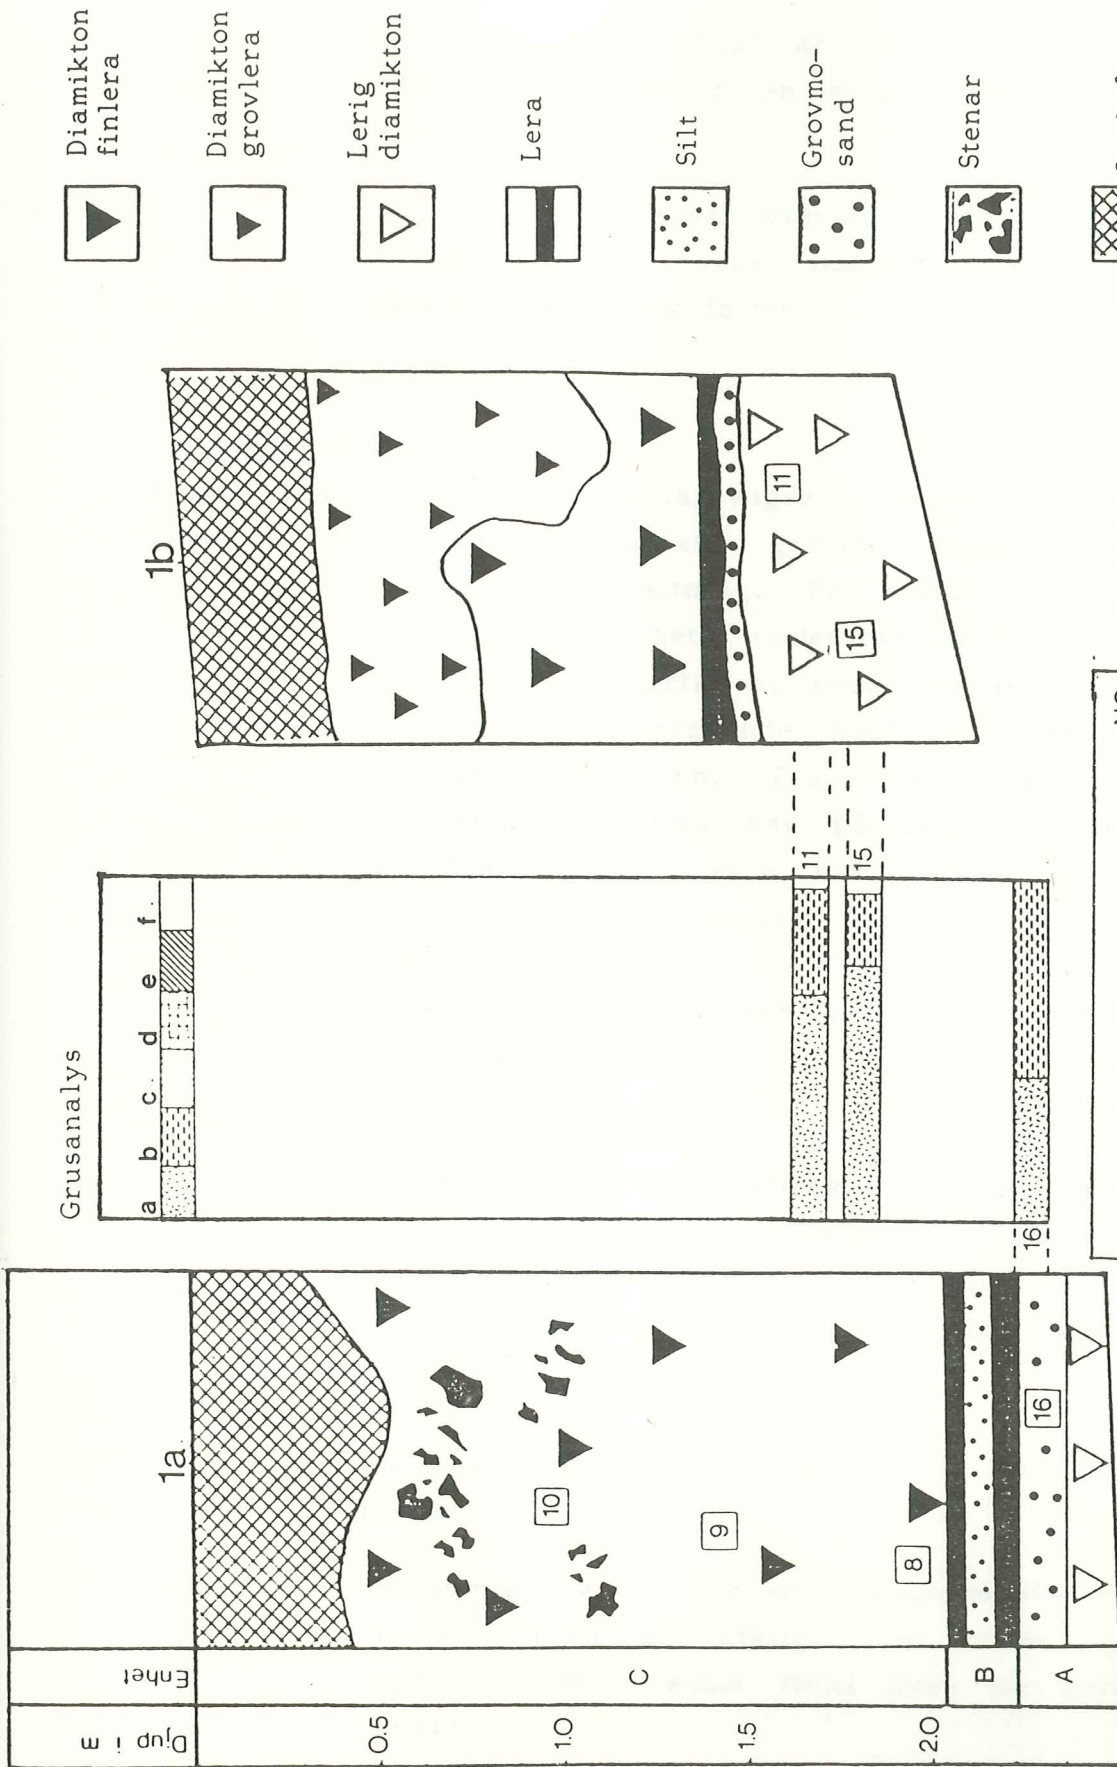 Djup i m
Enhet
0.5
1.0
1.5
2.0
C
B
A
1a
10
9
8
16
Grusanalys
a b c d e f
16
11
15
1b
11
15
Diamikton
finlera
Diamikton
grovlera
Lerig
diamikton
Lera
Silt
Grovmo-
sand
Stenar